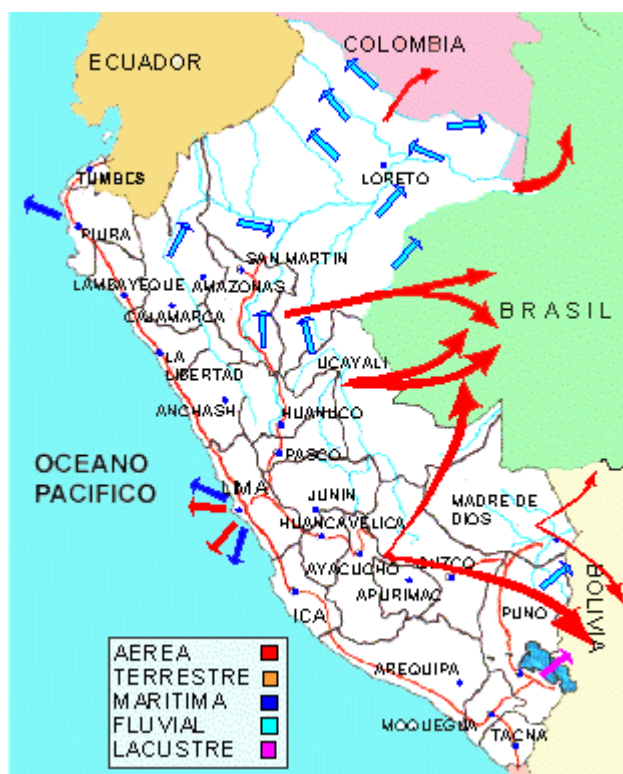 COLOMBIA
ECUADOR
TUMBES
LORETO
PIURA
SAN MARTIN
LAMBAYEQUE
AMAZONAS
CAJAMARCA
BRASIL
LA
LIBERTAD
UCAYALI
ANCHASH
HUANUCO
PASCO
OCEANO
PACIFICO
LIMA
JUNIN
MADRE DE
DIOS
HUANCAVELICA
AYACUCHO
CUZCO
APURIMAC
BOLIVIA
ICA
PUNO
AREQUIPA
MOQUEGUA
TACNA
AEREA
TERRESTRE
MARITIMA
FLUVIAL
LACUSTRE